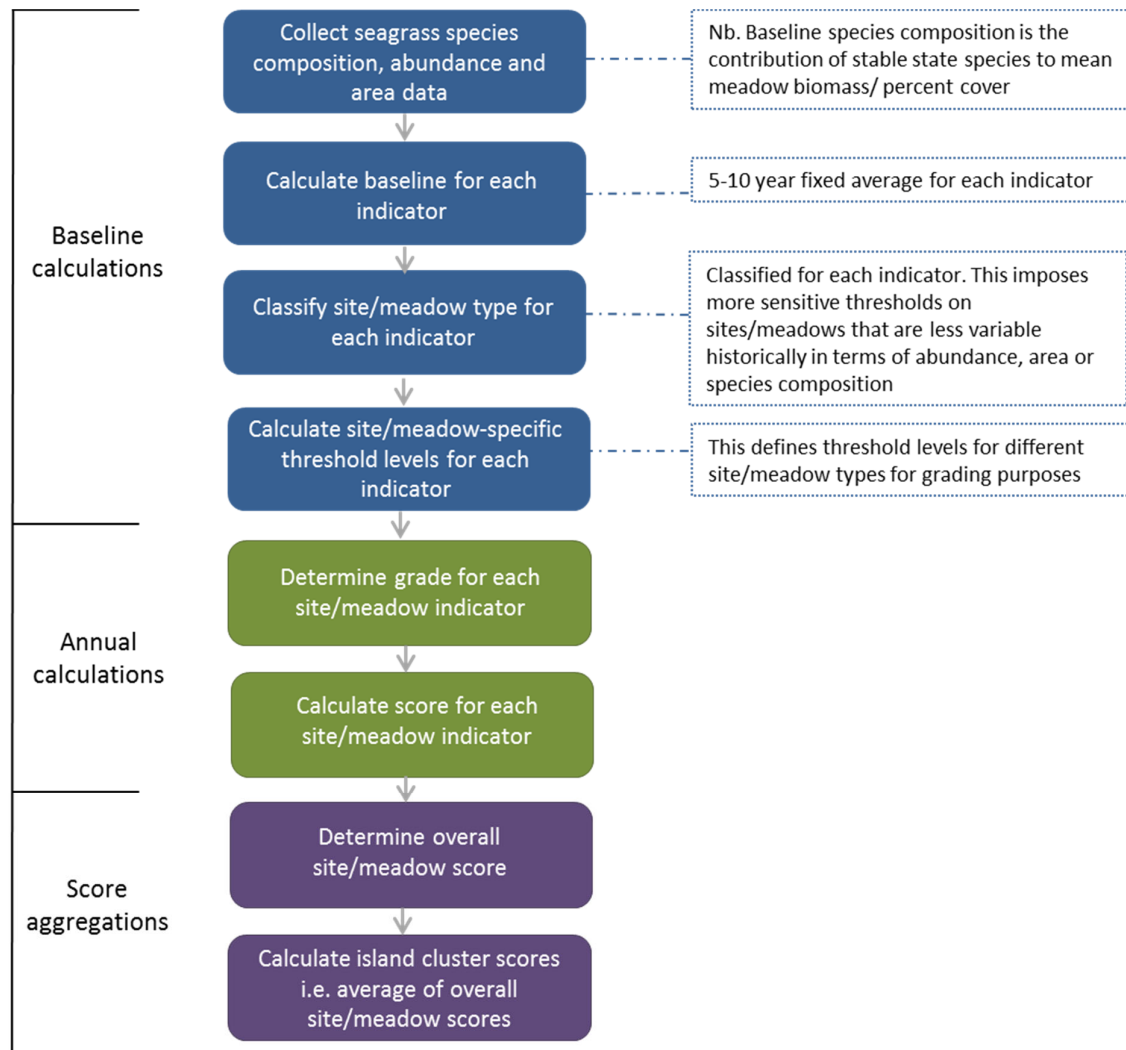 Baseline
calculations
Collect seagrass species
composition, abundance and
area data
Nb. Baseline species composition is the
contribution of stable state species to mean
meadow biomass/ percent cover
Calculate baseline for each
indicator
5-10 year fixed average for each indicator
Classify site/meadow type for
each indicator
Classified for each indicator. This imposes
more sensitive thresholds on
sites/meadows that are less variable
historically in terms of abundance, area or
species composition
Calculate site/meadow-specific
threshold levels for each
indicator
This defines threshold levels for different
site/meadow types for grading purposes
Annual
calculations
Determine grade for each
site/meadow indicator
Calculate score for each
site/meadow indicator
Score
aggregations
Determine overall
site/meadow score
Calculate island cluster scores
i.e. average of overall
site/meadow scores